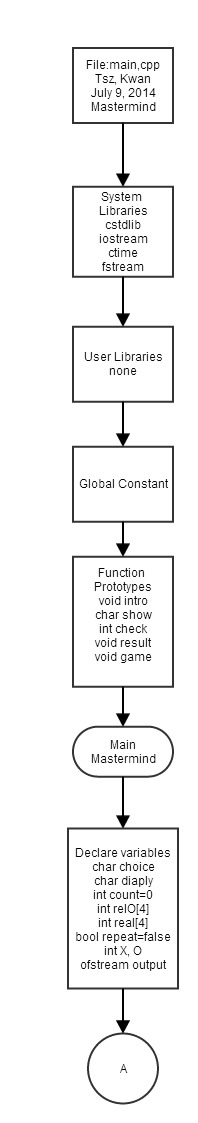 File:main,cpp
Tsz, Kwan
July 9, 2014
Mastermind
System
Libraries
cstdlib
iostream
ctime
fstream
User Libraries
none
Global Constant
Function
Prototypes
void intro
char show
int check
void result
void game
Main
Mastermind
Declare variables
char choice
char diaply
int count=0
int relO[4]
int real[4]
bool repeat=false
int X, O
ofstream output
A